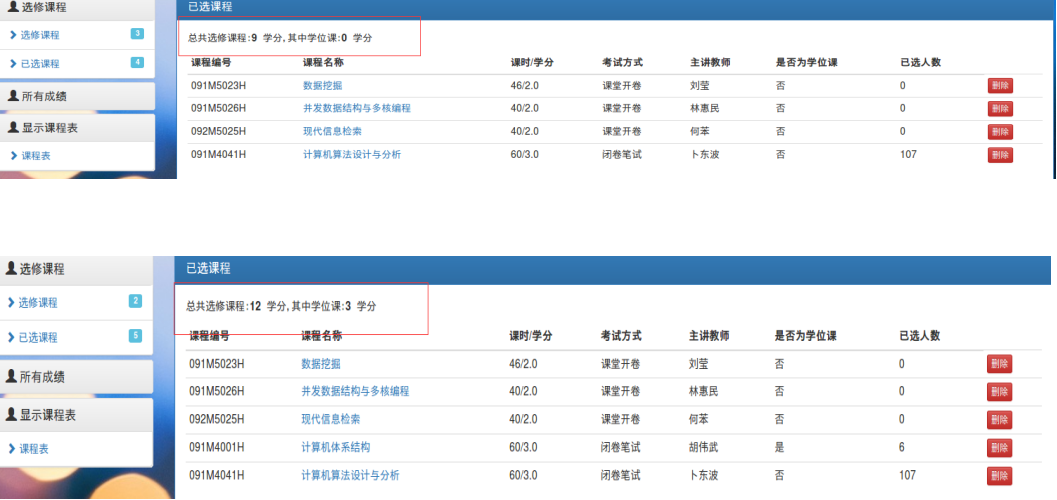 选修课程
选修课程 3
已选课程 4
所有成绩
显示课程表
课程表
已选课程
总共选修课程:9 学分,其中学位课:0 学分
课程编号 课程名称 课时/学分 考试方式 主讲教师 是否为学位课 已选人数
091M5023H 数据挖掘 46/2.0 课堂开卷 刘莹 否 0 删除
091M5026H 并发数据结构与多核编程 40/2.0 课堂开卷 林惠民 否 0 删除
092M5025H 现代信息检索 40/2.0 课堂开卷 何苯 否 0 删除
091M4041H 计算机算法设计与分析 60/3.0 闭卷笔试 卜东波 否 107 删除
选修课程
选修课程 2
已选课程 5
所有成绩
显示课程表
课程表
已选课程
总共选修课程:12 学分,其中学位课:3 学分
课程编号 课程名称 课时/学分 考试方式 主讲教师 是否为学位课 已选人数
091M5023H 数据挖掘 46/2.0 课堂开卷 刘莹 否 0 删除
091M5026H 并发数据结构与多核编程 40/2.0 课堂开卷 林惠民 否 0 删除
092M5025H 现代信息检索 40/2.0 课堂开卷 何苯 否 0 删除
091M4001H 计算机体系结构 60/3.0 闭卷笔试 胡伟武 是 6 删除
091M4041H 计算机算法设计与分析 60/3.0 闭卷笔试 卜东波 否 107 删除